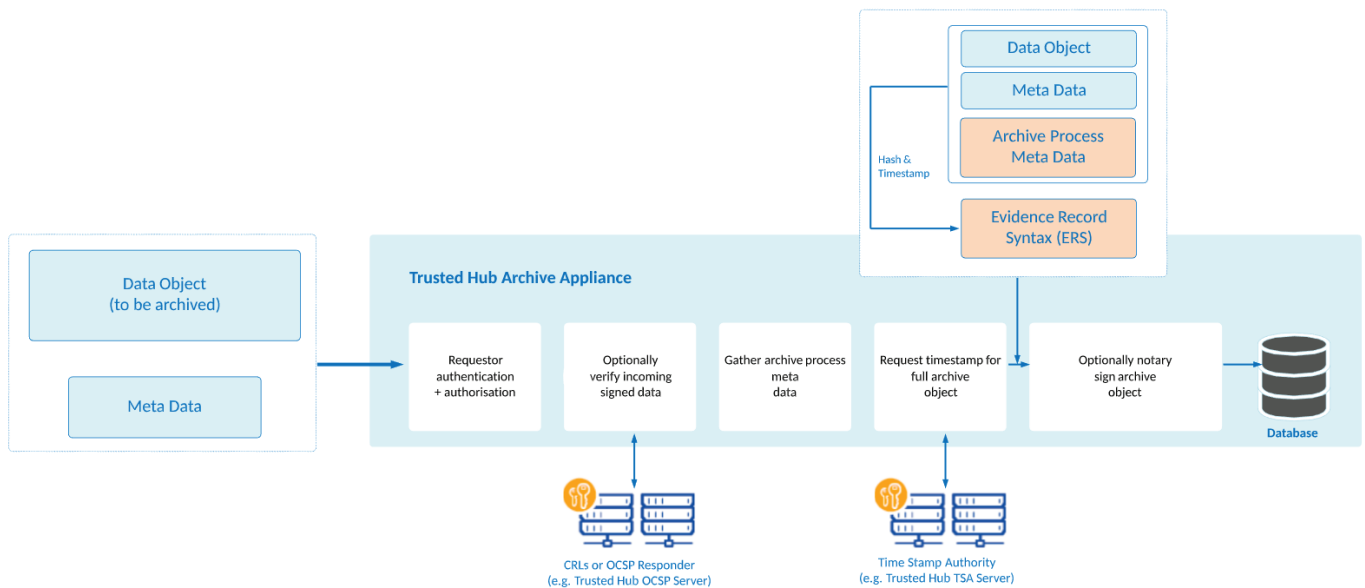 Data Object
Meta Data
Archive Process
Meta Data
Hash &
Timestamp
Evidence Record
Syntax (ERS)
Data Object
(to be archived)
Meta Data
Trusted Hub Archive Appliance
Requestor
authentication
+ authorisation
Optionally
verify incoming
signed data
Gather archive process
meta
data
Request timestamp for
full archive
object
Optionally notary
sign archive
object
Database
CRLs or OCSP Responder
(e.g. Trusted Hub OCSP Server)
Time Stamp Authority
(e.g. Trusted Hub TSA Server)